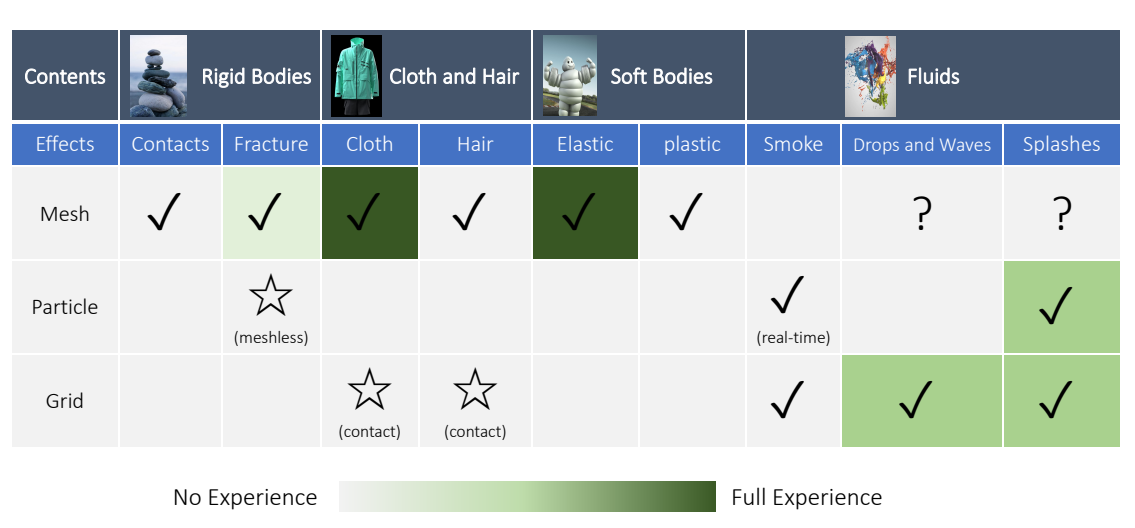 Contents Rigid Bodies Cloth and Hair Soft Bodies Fluids
Effects Contacts Fracture Cloth Hair Elastic plastic Smoke Drops and Waves Splashes
Mesh ✓ ✓ ✓ ✓ ✓ ✓ ? ?
Particle ☆ ✓ ✓
(meshless) (real-time)
Grid ☆ ☆ ✓ ✓ ✓
(contact) (contact)
No Experience Full Experience